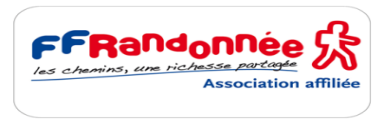 FFRandonnée
les chemins, une richesse partagée
Association affiliée